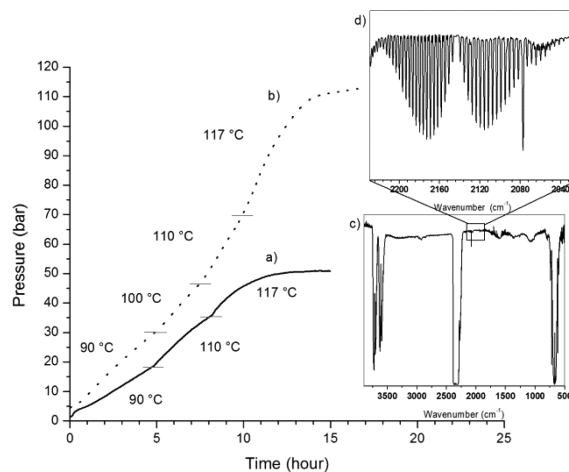 Pressure (bar)
120
110
100
90
80
70
60
50
40
30
20
10
0
0 5 10 15 20 25
Time (hour)
b)
117 °C
110 °C
100 °C
90 °C
a)
117 °C
110 °C
90 °C
d)
2200 2160 2120 2080 2040
Wavenumber (cm⁻¹)
c)
3500 3000 2500 2000 1500 1000 500
Wavenumber (cm⁻¹)